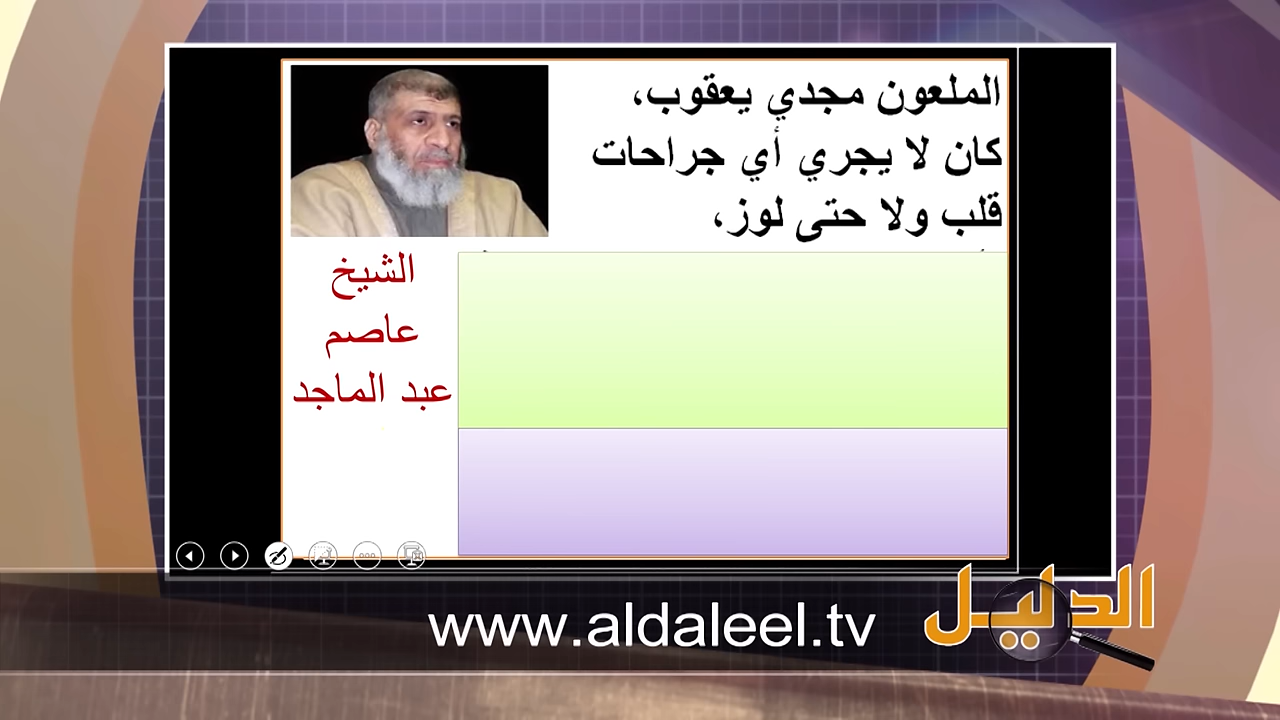 الملعون مجدي يعقوب،
كان لا يجري أي جراحات
قلب ولا حتى لوز،
الشيخ
عاصم
عبد الماجد
www.aldaleel.tv
الدليل